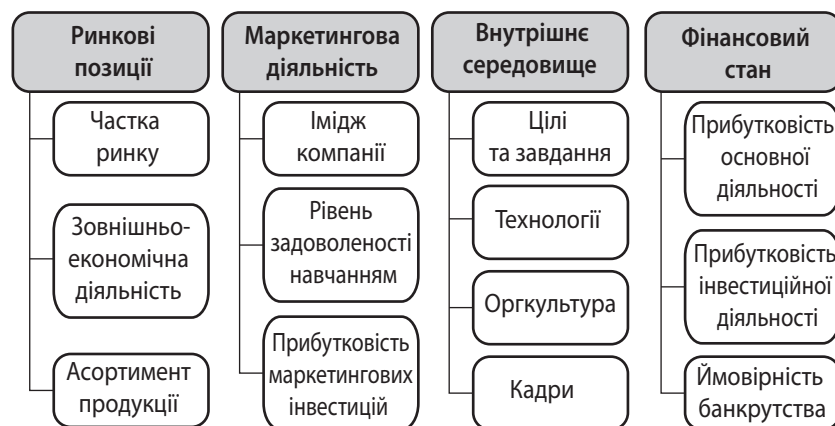 Ринкові
позиції
Частка
ринку
Зовнішньо-
економічна
діяльність
Асортимент
продукції
Маркетингова
діяльність
Імідж
компанії
Рівень
задоволеності
навчанням
Прибутковість
маркетингових
інвестицій
Внутрішнє
середовище
Цілі
та завдання
Технології
Оргкультура
Кадри
Фінансовий
стан
Прибутковість
основної
діяльності
Прибутковість
інвестиційної
діяльності
Ймовірність
банкрутства